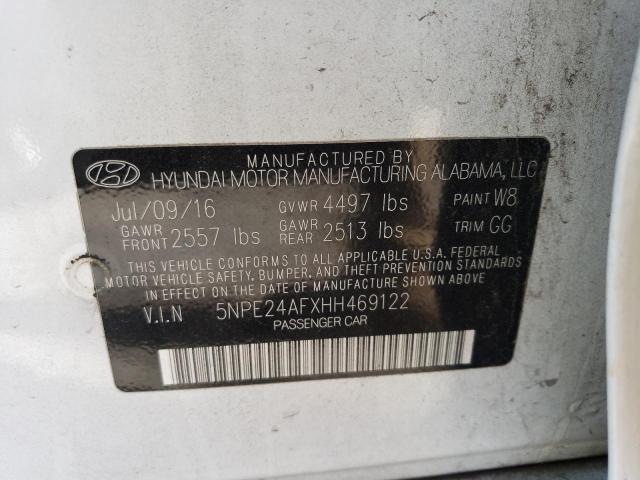 MANUFACTURED BY
HYUNDAI MOTOR MANUFACTURING ALABAMA, LLC
Jul/09/16 GVWR 4497 lbs PAINT W8
GAWR FRONT 2557 lbs GAWR REAR 2513 lbs TRIM GG
THIS VEHICLE CONFORMS TO ALL APPLICABLE U.S.A. FEDERAL
MOTOR VEHICLE SAFETY, BUMPER, AND THEFT PREVENTION
STANDARDS IN EFFECT ON THE DATE OF MANUFACTURE SHOWN ABOVE
V.I.N 5NPE24AFXHH469122
PASSENGER CAR